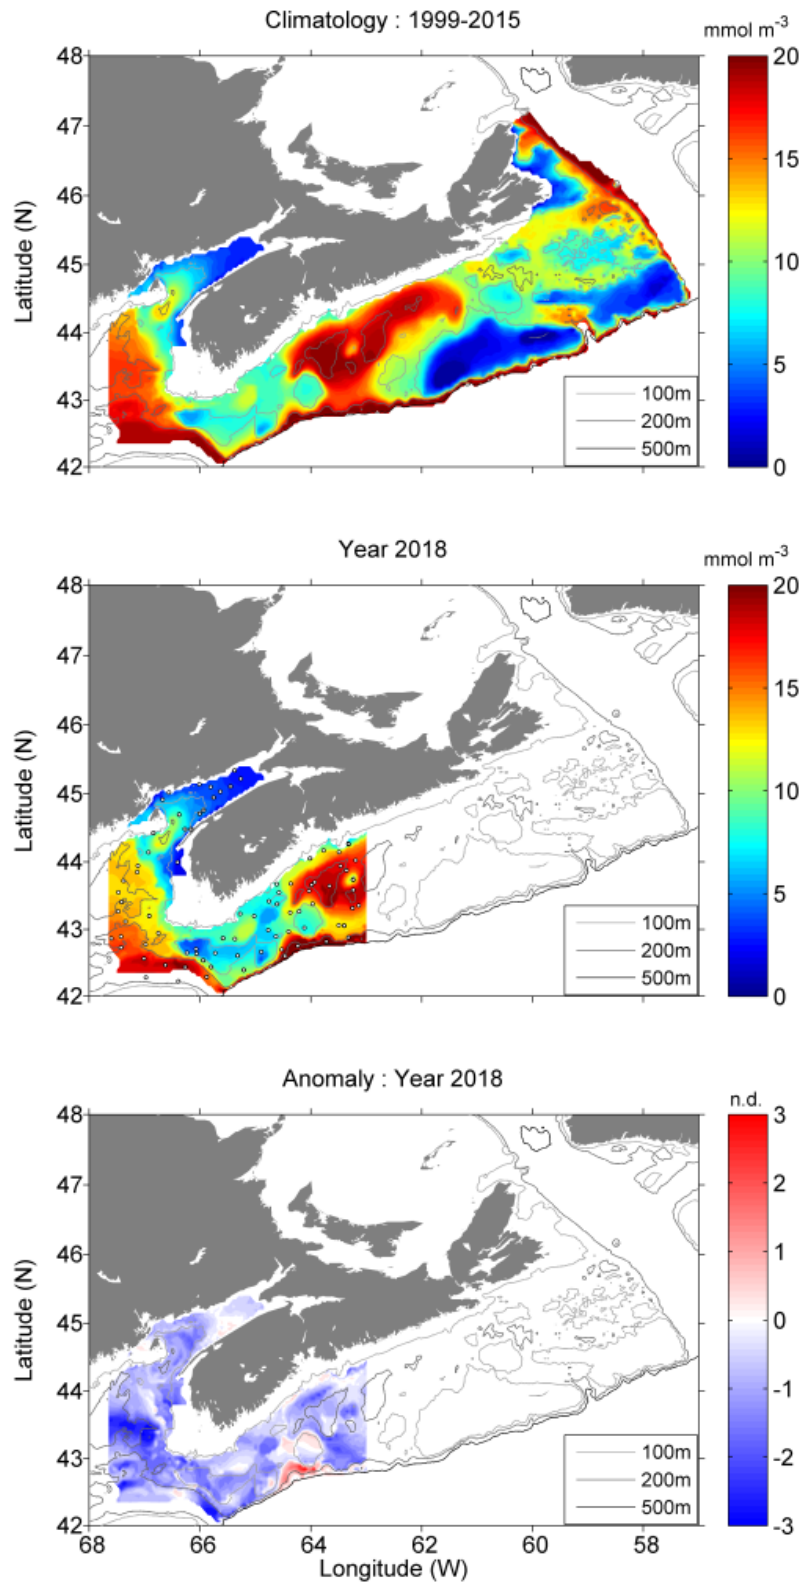 Climatology : 1999-2015
mmol m-3
48
47
46
45
44
43
42
Latitude (N)
20
15
10
5
0
100m
200m
500m
Year 2018
mmol m-3
48
47
46
45
44
43
42
Latitude (N)
20
15
10
5
0
100m
200m
500m
Anomaly : Year 2018
n.d.
48
47
46
45
44
43
42
Latitude (N)
3
2
1
0
-1
-2
-3
100m
200m
500m
68 66 64 62 60 58
Longitude (W)